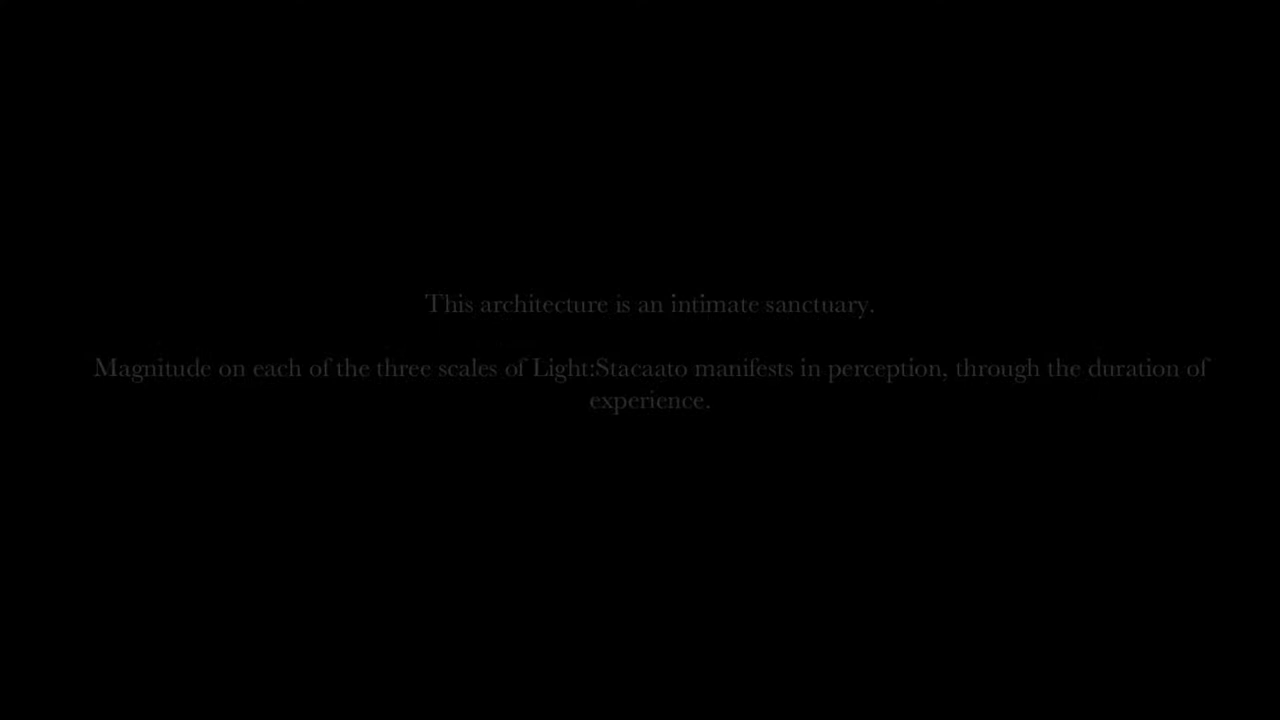 This architecture is an intimate sanctuary.
Magnitude on each of the three scales of Light:Stacaato manifests in perception, through the duration of
experience.